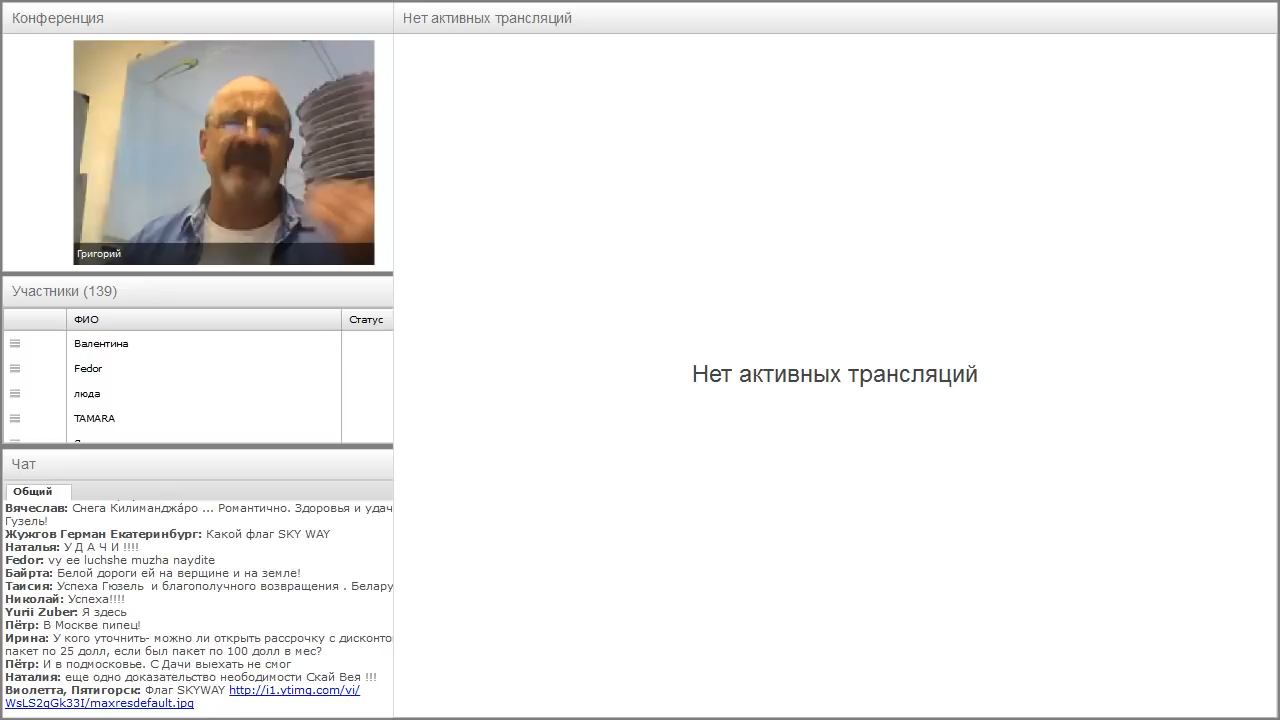 Конференция
Нет активных трансляций
Григорий
Участники (139)
ФИО
Статус
Валентина
Fedor
люда
TAMARA
Чат
Общий
Вячеслав: Снега Килиманджа́ро ... Романтично. Здоровья и удач
Гузель!
Жужгов Герман Екатеринбург: Какой флаг SKY WAY
Наталья: У Д А Ч И !!!!
Fedor: vy ee luchshe muzha naydite
Байрта: Белой дороги ей на верщине и на земле!
Таисия: Успеха Гюзель и благополучного возвращения . Белару
Николай: Успеха!!!!
Yurii Zuber: Я здесь
Пётр: В Москве пипец!
Ирина: У кого уточнить- можно ли открыть рассрочку с дисконто
пакет по 25 долл, если был пакет по 100 долл в мес?
Пётр: И в подмосковье. С Дачи выехать не смог
Наталия: еще одно доказательство неободимости Скай Вея !!!
Виолетта, Пятигорск: Флаг SKYWAY http://i1.ytimg.com/vi/
WsLS2qGk33I/maxresdefault.jpg
Нет активных трансляций